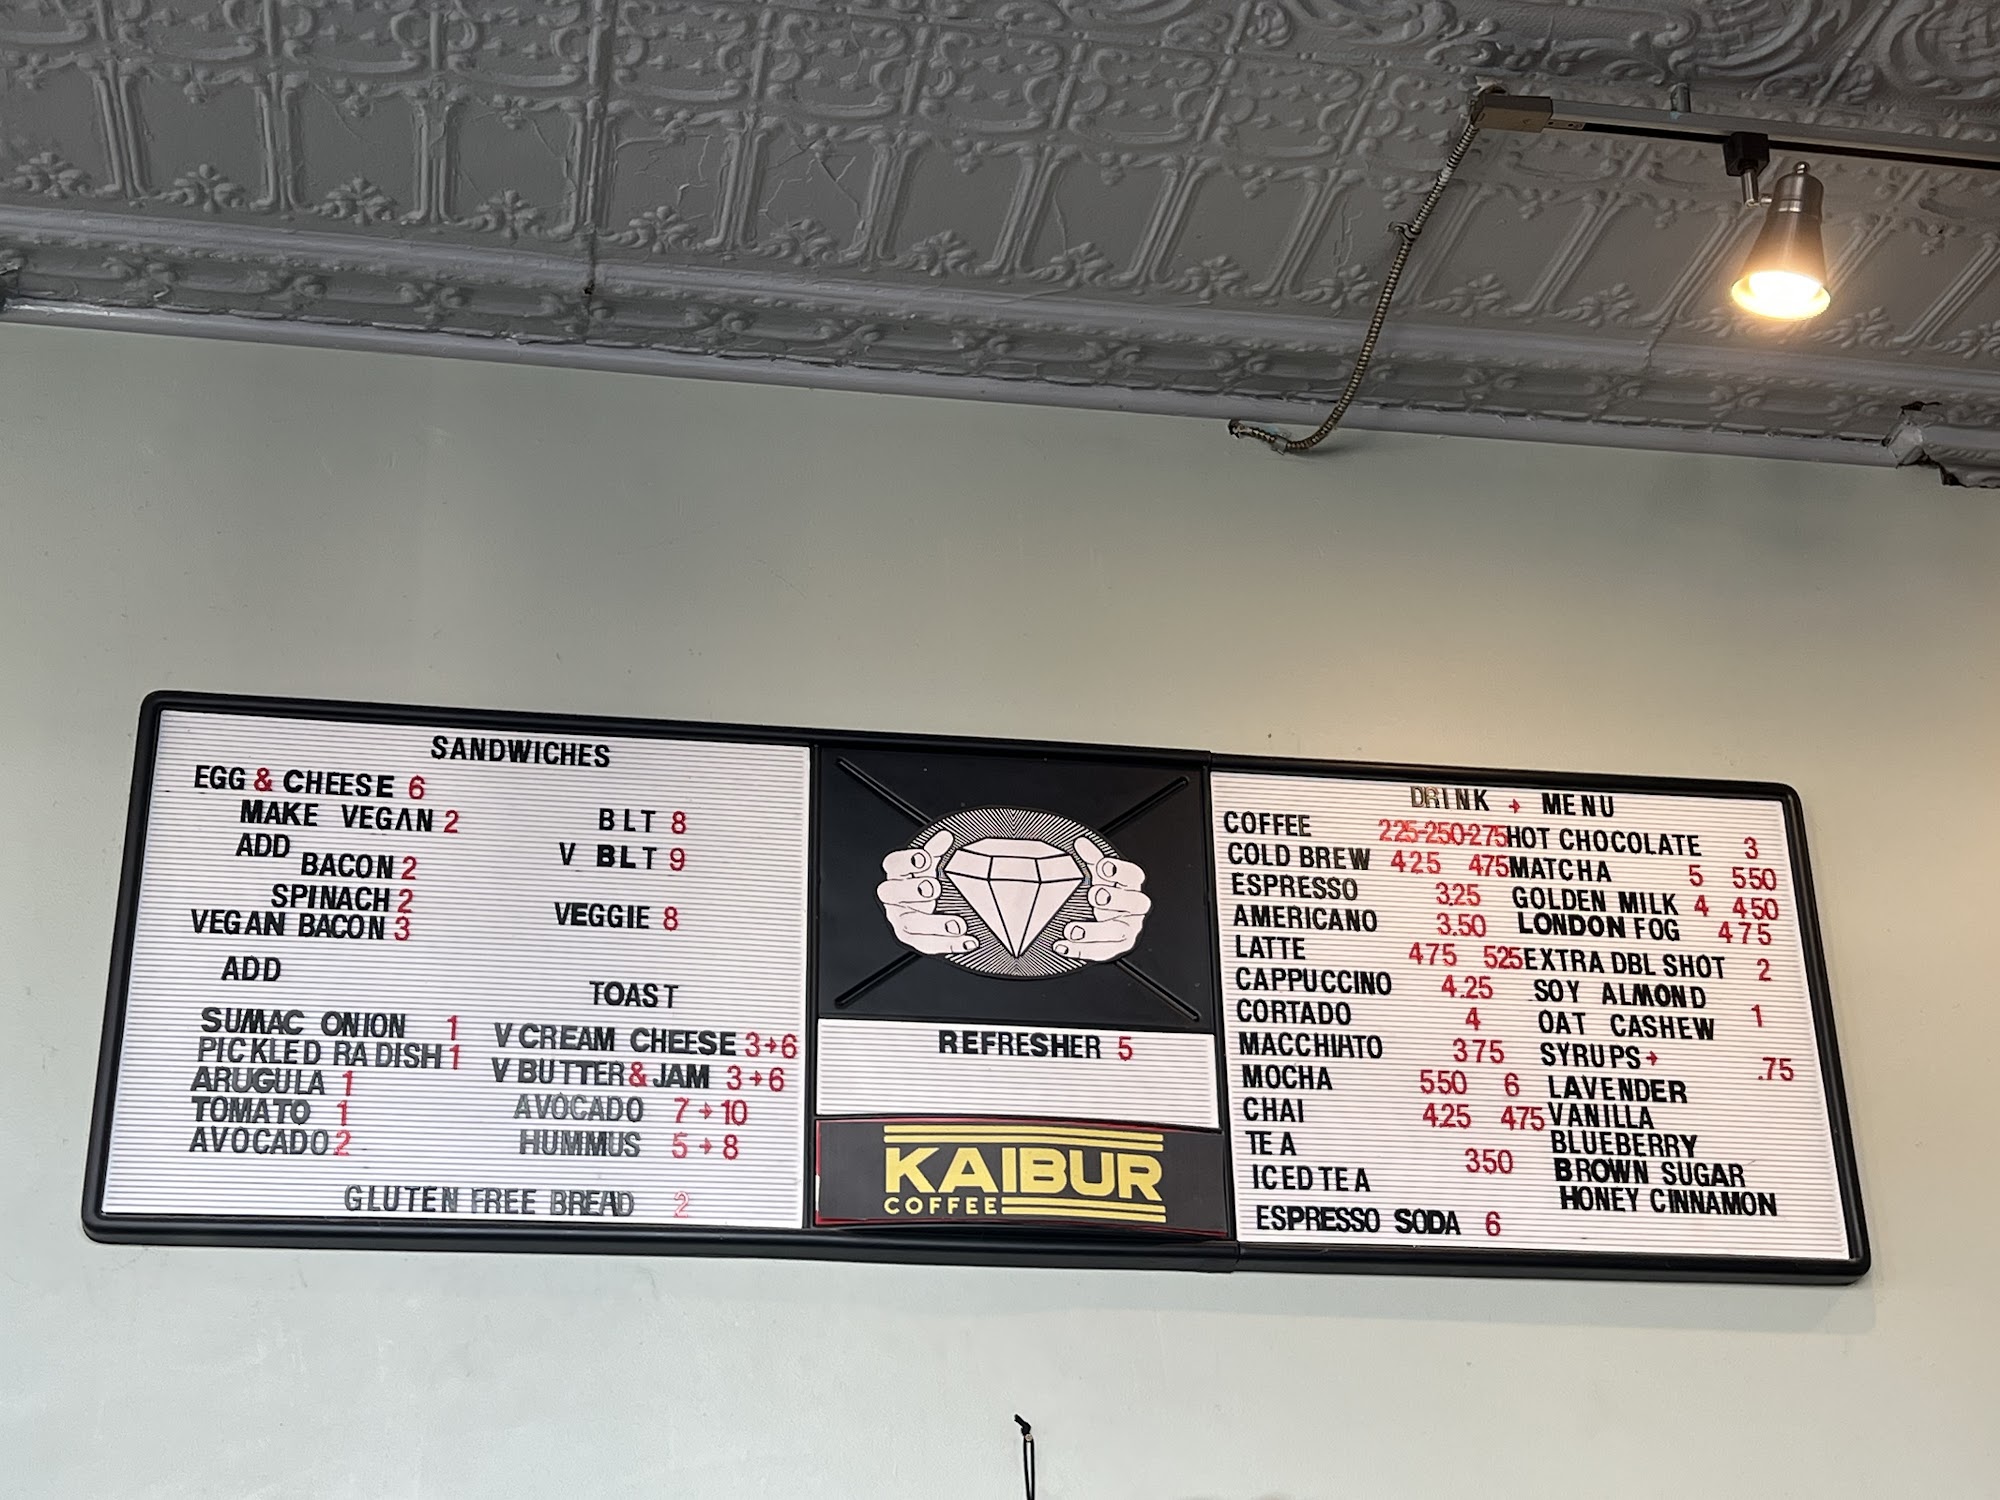 SANDWICHES
EGG & CHEESE 6
MAKE VEGAN 2
ADD
BACON 2
SPINACH 2
VEGAN BACON 3
ADD
SUMAC ONION 1
PICKLED RADISH 1
ARUGULA 1
TOMATO 1
AVOCADO 2
BLT 8
V BLT 9
VEGGIE 8
TOAST
V CREAM CHEESE 3→6
V BUTTER & JAM 3→6
AVOCADO 7→10
HUMMUS 5→8
GLUTEN FREE BREAD 2
REFRESHER 5
KAIBUR
COFFEE
DRINK → MENU
COFFEE 225-250-275
COLD BREW 425 475
ESPRESSO 3.25
AMERICANO 3.50
LATTE 475 525
CAPPUCCINO 4.25
CORTADO 4
MACCHIATO 375
MOCHA 550 6
CHAI 425 475
TEA
350
ICED TEA
ESPRESSO SODA 6
HOT CHOCOLATE 3
MATCHA 5 550
GOLDEN MILK 4 450
LONDON FOG 475
EXTRA DBL SHOT 2
SOY ALMOND
1
OAT CASHEW
SYRUPS→ .75
LAVENDER
VANILLA
BLUEBERRY
BROWN SUGAR
HONEY CINNAMON